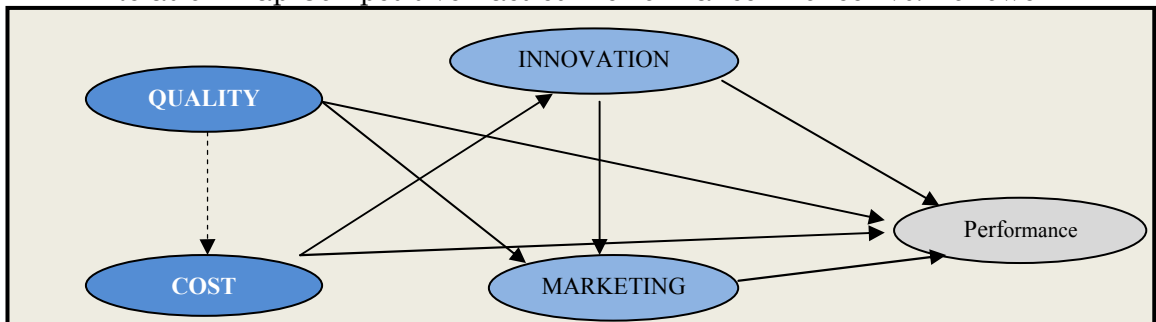 INNOVATION
QUALITY
Performance
COST
MARKETING